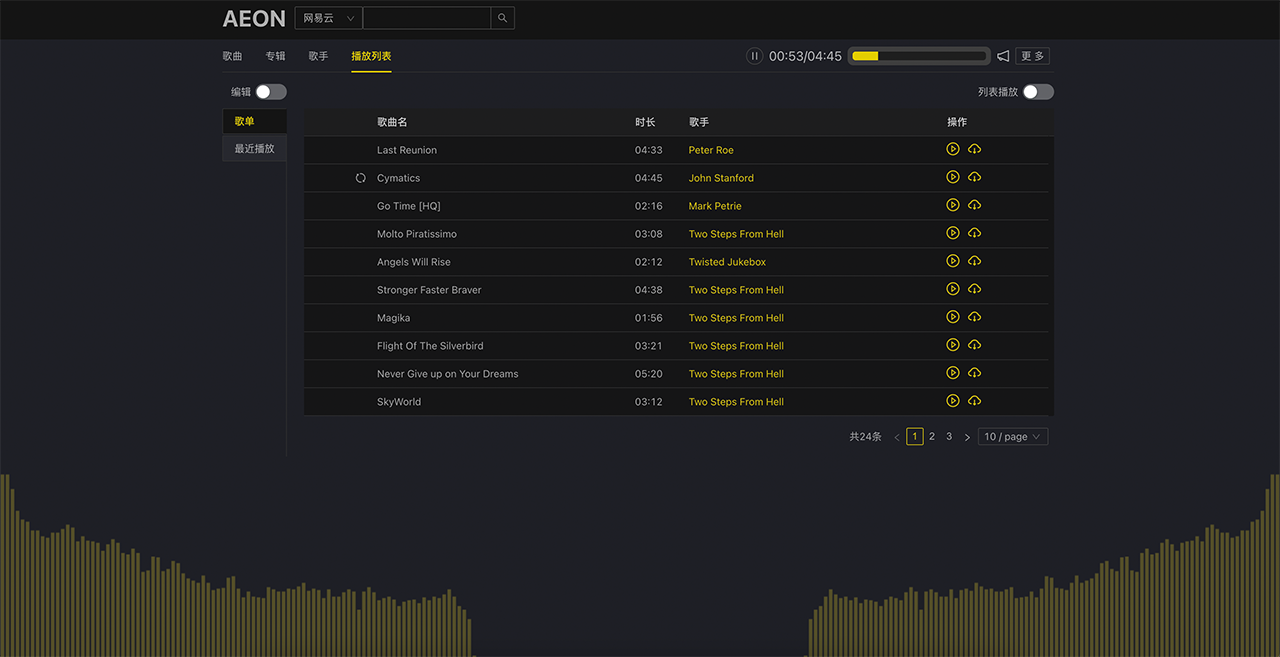 AEON 网易云
歌曲 专辑 歌手 播放列表 00:53/04:45 更多
编辑 列表播放
歌单
最近播放
歌曲名 时长 歌手 操作
Last Reunion 04:33 Peter Roe
Cymatics 04:45 John Stanford
Go Time [HQ] 02:16 Mark Petrie
Molto Piratissimo 03:08 Two Steps From Hell
Angels Will Rise 02:12 Twisted Jukebox
Stronger Faster Braver 04:38 Two Steps From Hell
Magika 01:56 Two Steps From Hell
Flight Of The Silverbird 03:21 Two Steps From Hell
Never Give up on Your Dreams 05:20 Two Steps From Hell
SkyWorld 03:12 Two Steps From Hell
共24条 < 1 2 3 > 10 / page